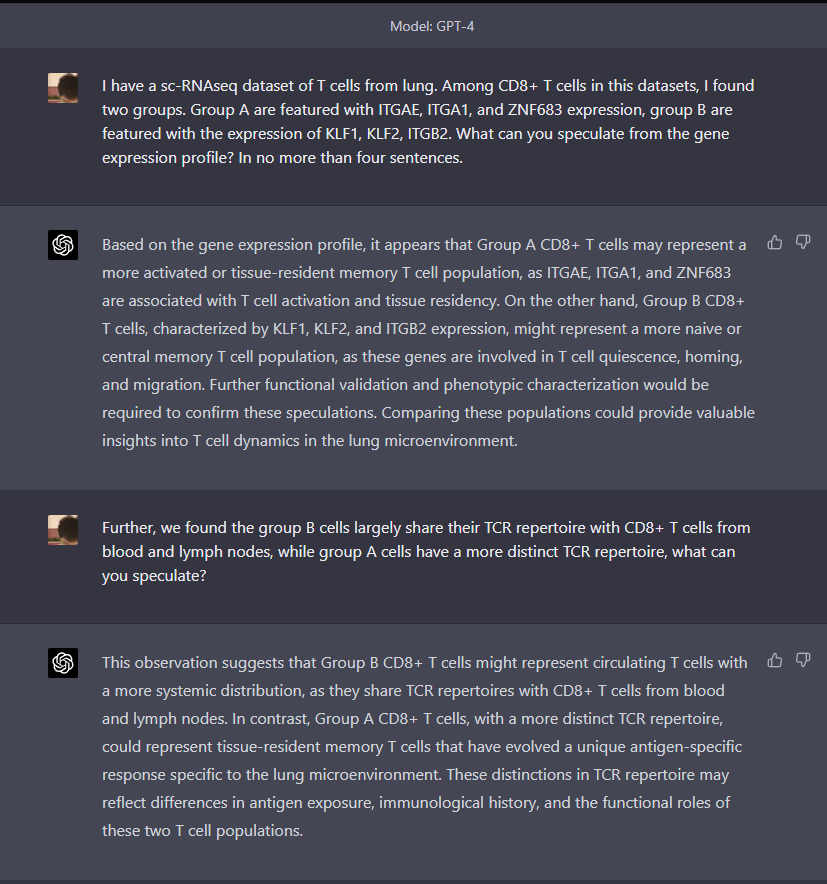 Model: GPT-4
I have a sc-RNAseq dataset of T cells from lung. Among CD8+ T cells in this datasets, I found
two groups. Group A are featured with ITGAE, ITGA1, and ZNF683 expression, group B are
featured with the expression of KLF1, KLF2, ITGB2. What can you speculate from the gene
expression profile? In no more than four sentences.
Based on the gene expression profile, it appears that Group A CD8+ T cells may represent a
more activated or tissue-resident memory T cell population, as ITGAE, ITGA1, and ZNF683
are associated with T cell activation and tissue residency. On the other hand, Group B CD8+
T cells, characterized by KLF1, KLF2, and ITGB2 expression, might represent a more naive or
central memory T cell population, as these genes are involved in T cell quiescence, homing,
and migration. Further functional validation and phenotypic characterization would be
required to confirm these speculations. Comparing these populations could provide valuable
insights into T cell dynamics in the lung microenvironment.
Further, we found the group B cells largely share their TCR repertoire with CD8+ T cells from
blood and lymph nodes, while group A cells have a more distinct TCR repertoire, what can
you speculate?
This observation suggests that Group B CD8+ T cells might represent circulating T cells with
a more systemic distribution, as they share TCR repertoires with CD8+ T cells from blood
and lymph nodes. In contrast, Group A CD8+ T cells, with a more distinct TCR repertoire,
could represent tissue-resident memory T cells that have evolved a unique antigen-specific
response specific to the lung microenvironment. These distinctions in TCR repertoire may
reflect differences in antigen exposure, immunological history, and the functional roles of
these two T cell populations.